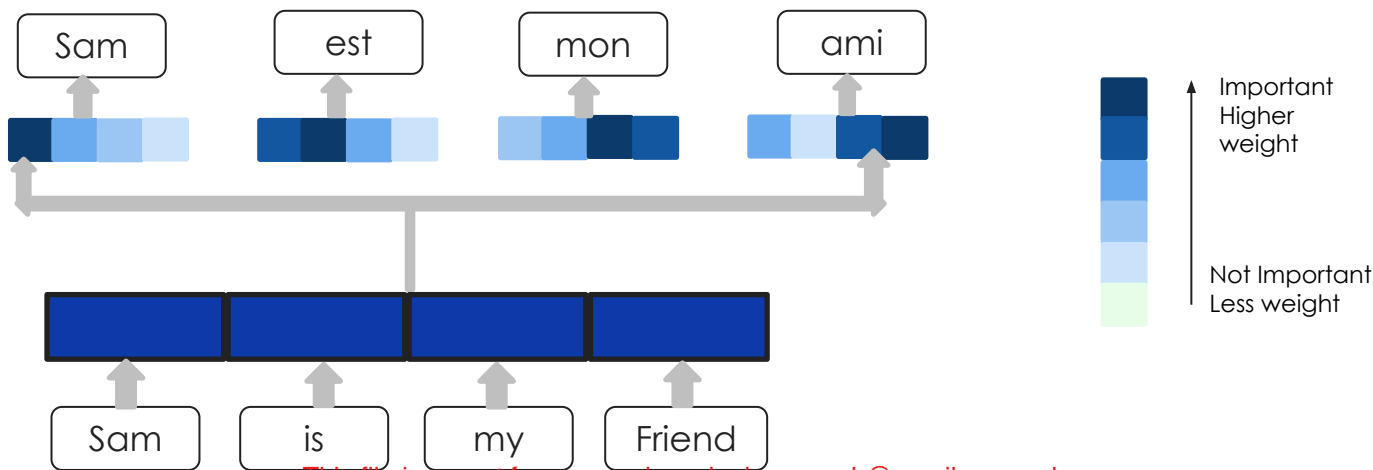 Sam est mon ami
Important
Higher
weight
Not Important
Less weight
Sam is my Friend